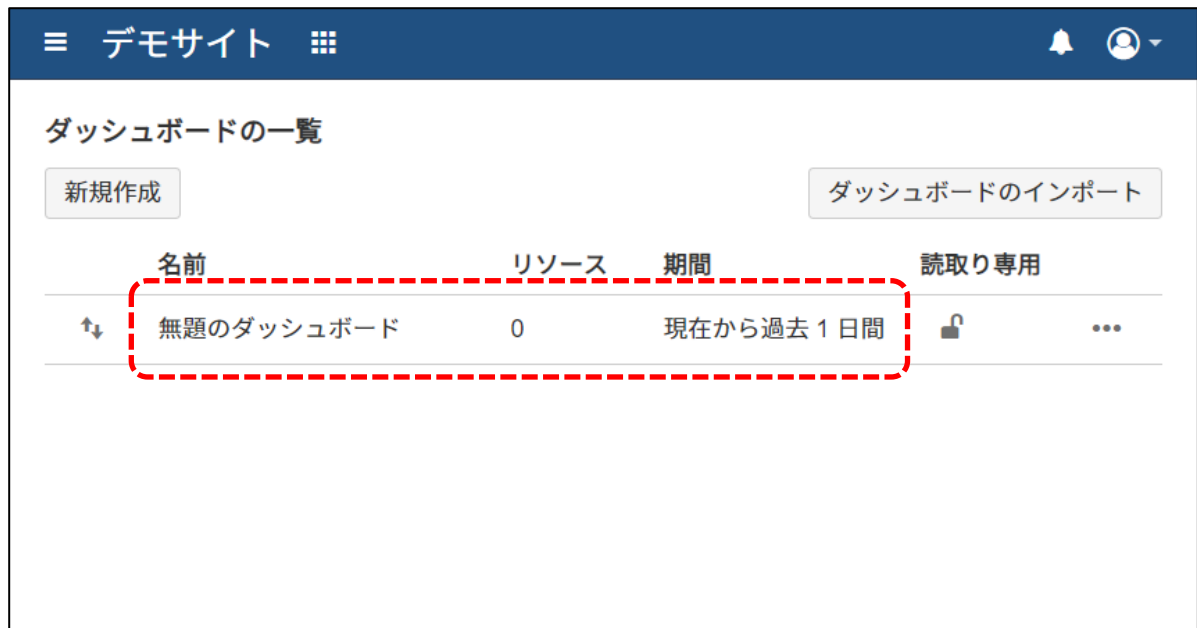 デモサイト
ダッシュボードの一覧
新規作成 ダッシュボードのインポート
名前 リソース 期間 読取り専用
無題のダッシュボード 0 現在から過去 1 日間